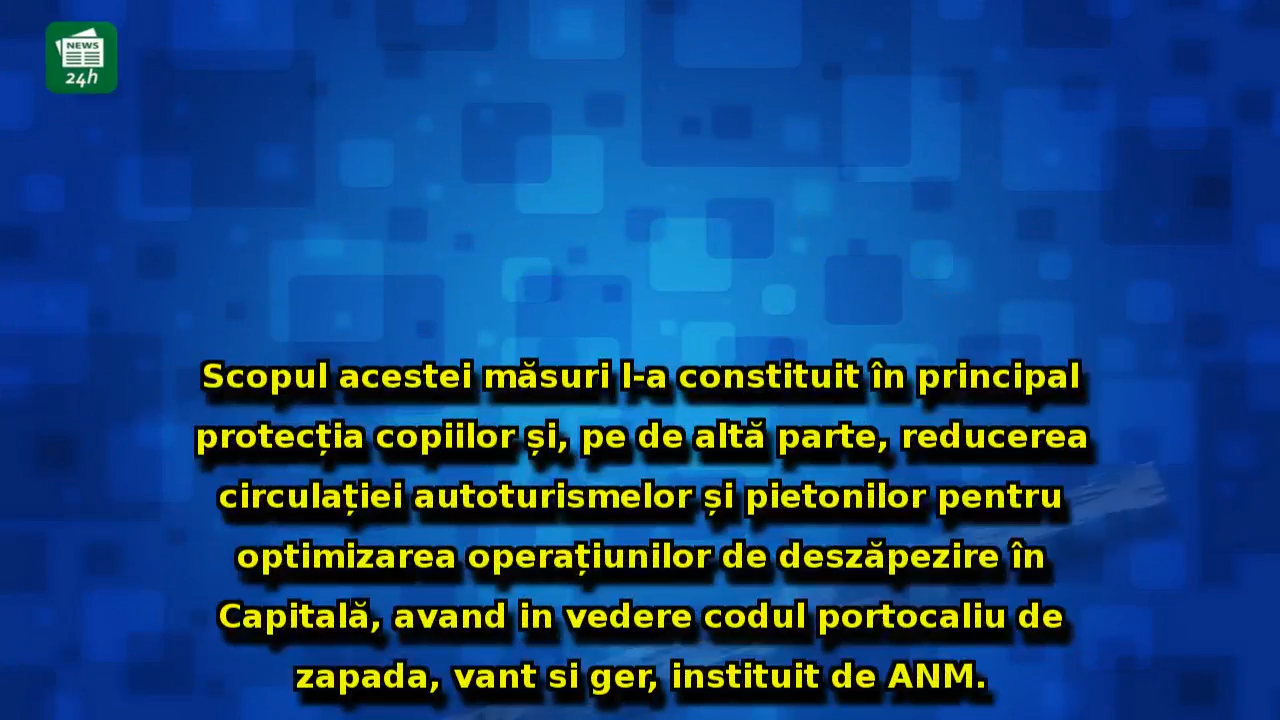 NEWS
24h
Scopul acestei măsuri l-a constituit în principal
protecția copiilor și, pe de altă parte, reducerea
circulației autoturismelor și pietonilor pentru
optimizarea operațiunilor de deszăpezire în
Capitală, avand in vedere codul portocaliu de
zapada, vant si ger, instituit de ANM.